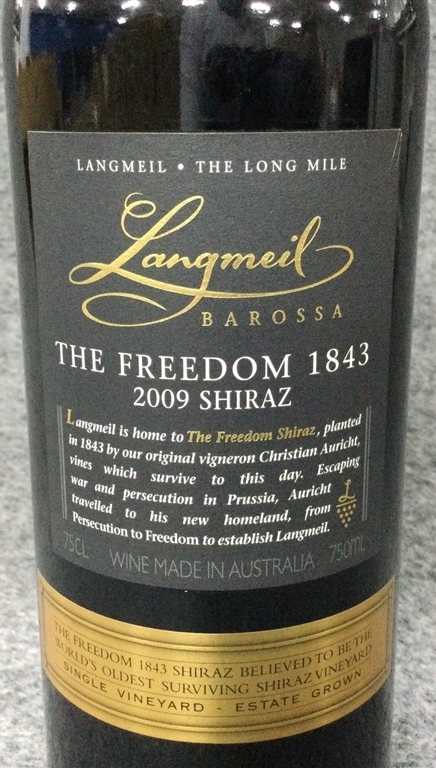 LANGMEIL • THE LONG MILE
Langmeil
BAROSSA
THE FREEDOM 1843
2009 SHIRAZ
Langmeil is home to The Freedom Shiraz, planted
in 1843 by our original vigneron Christian Auricht,
vines which survive to this day. Escaping
war and persecution in Prussia, Auricht
travelled to his new homeland, from
Persecution to Freedom to establish Langmeil.
L
75CL WINE MADE IN AUSTRALIA 750mL
THE FREEDOM 1843 SHIRAZ BELIEVED TO BE THE
WORLD'S OLDEST SURVIVING SHIRAZ VINEYARD
SINGLE VINEYARD - ESTATE GROWN